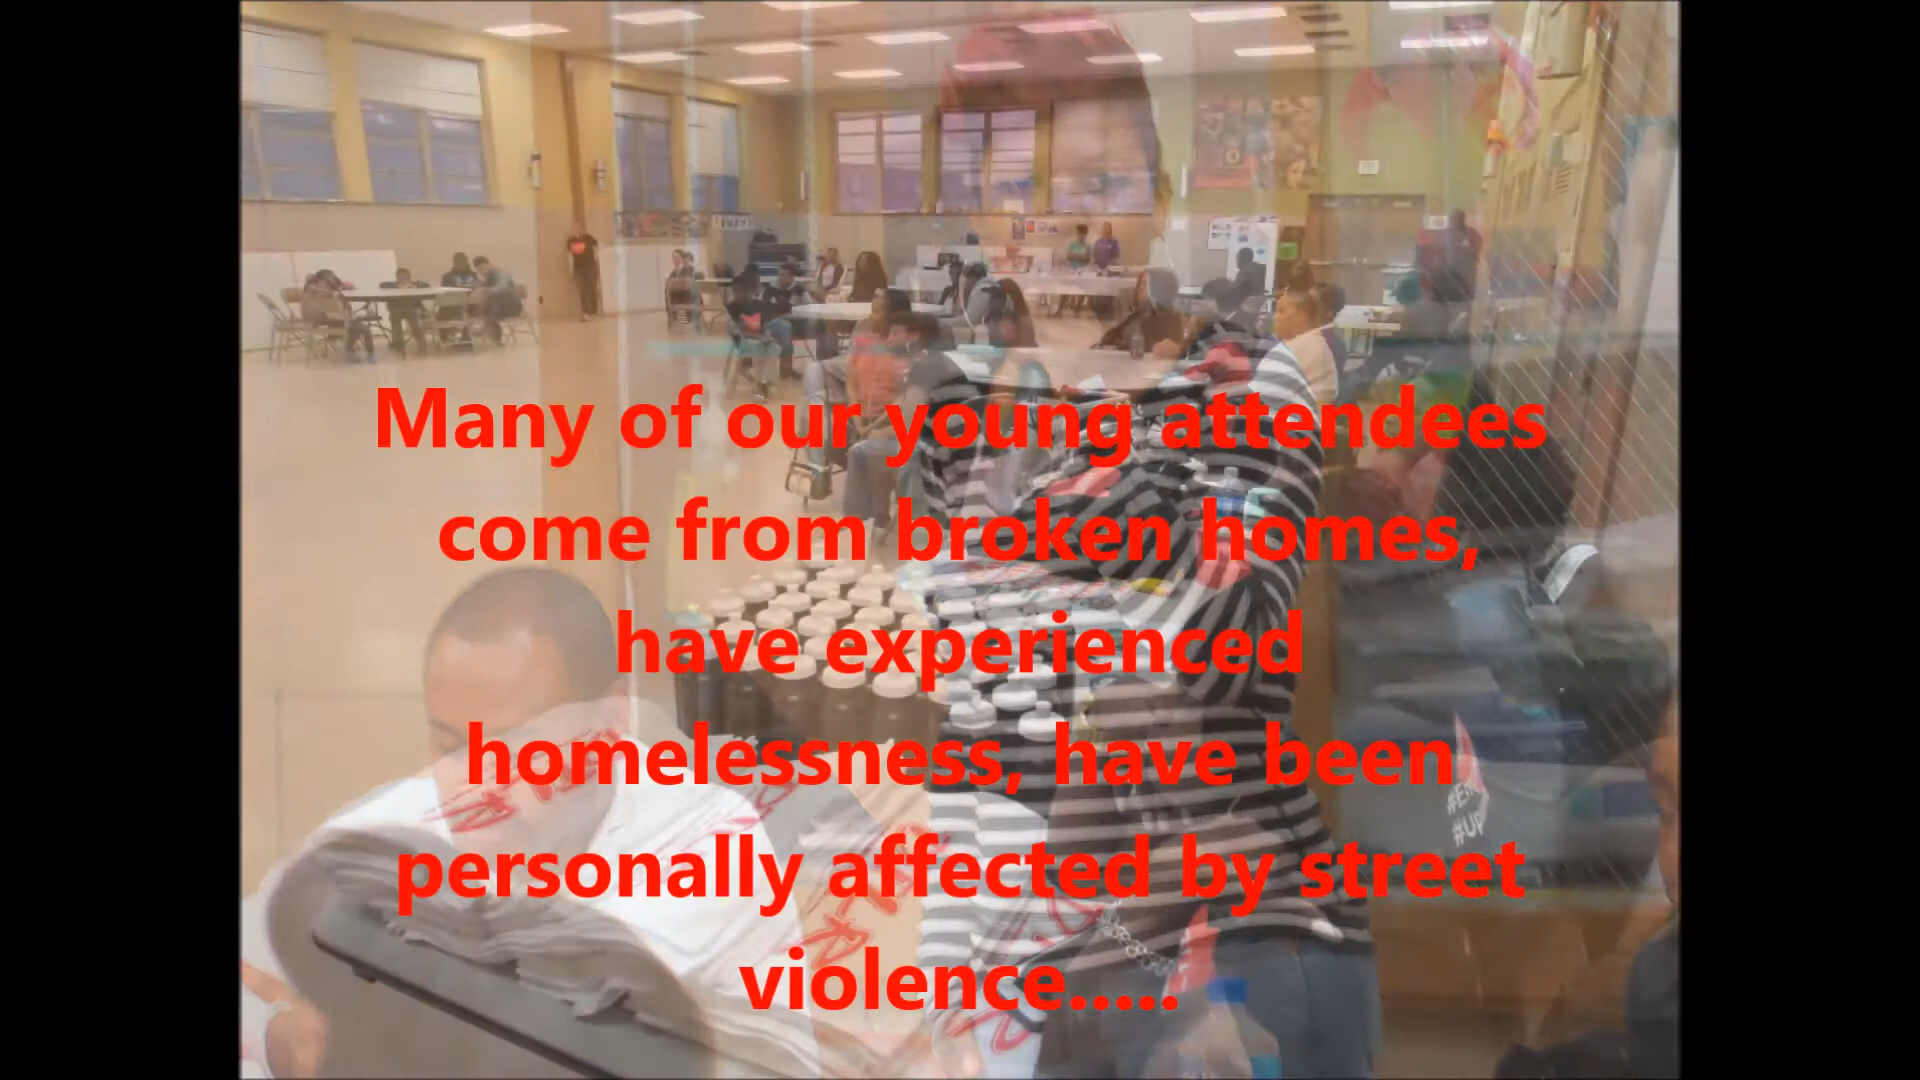 Many of our young attendees
come from broken homes,
have experienced
homelessness, have been
personally affected by street
violence.....